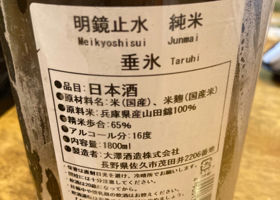 明鏡止水 純米
Meikyoshisui Junmai
垂氷 Taruhi
●品目:日本酒
●原材料名:米(国産)、米麹(国産米)
●原料米:兵庫県産山田錦100%
●精米歩合:65%
●アルコール分:16度
●内容量:1800ml
●製造者:大澤酒造株式会社
長野県佐久市茂田井2206番地